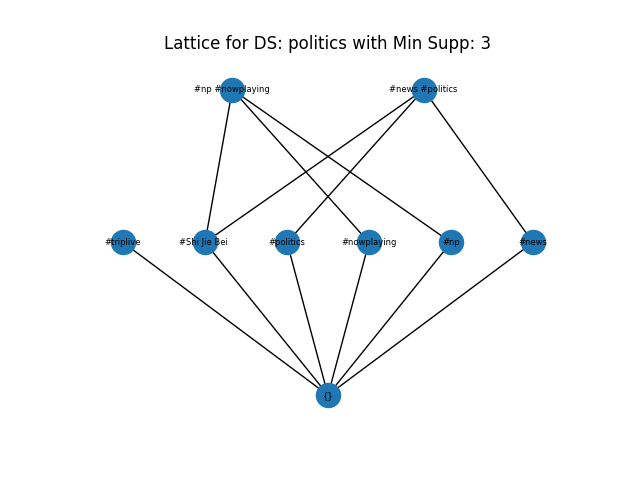 Lattice for DS: politics with Min Supp: 3
#np #nowplaying
#news #politics
#triplive
#Shi Jie Bei
#politics
#nowplaying
#np
#news
{}